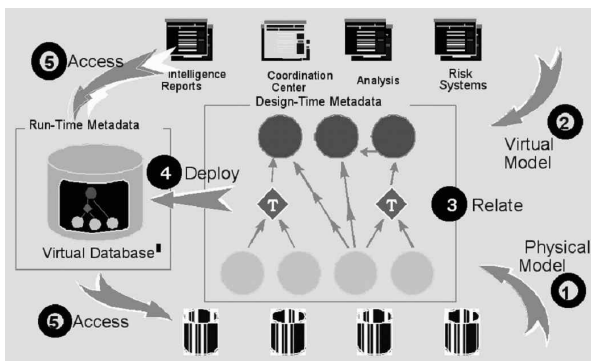 5 Access
Intelligence
Reports
Coordination
Center
Analysis
Risk
Systems
Design-Time Metadata
Run-Time Metadata
2
Virtual
Model
4 Deploy
T
T
3 Relate
Virtual Database
Physical
Model
1
5 Access